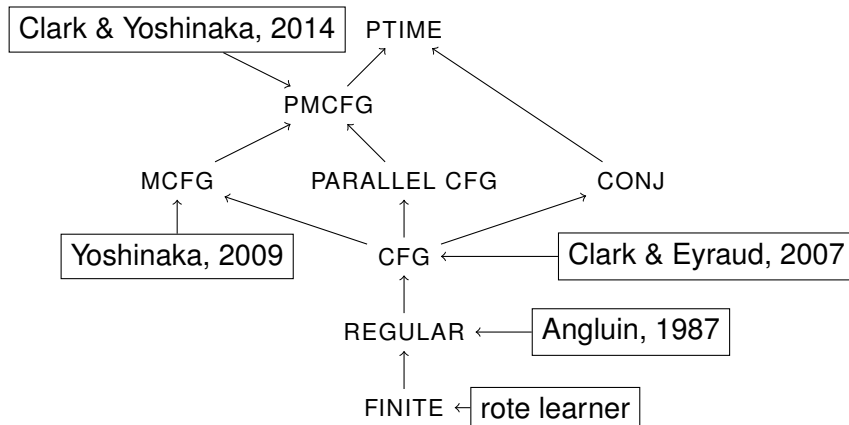 Clark & Yoshinaka, 2014
PTIME
PMCFG
MCFG
PARALLEL CFG
CONJ
Yoshinaka, 2009
CFG
Clark & Eyraud, 2007
REGULAR
Angluin, 1987
FINITE
rote learner